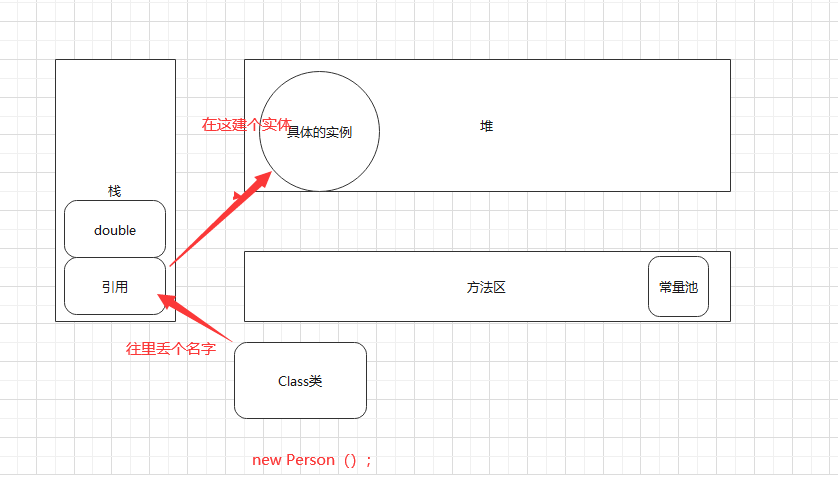 在这建个实体
具体的实例
堆
栈
double
引用
方法区
常量池
往里丢个名字
Class类
new Person（）；